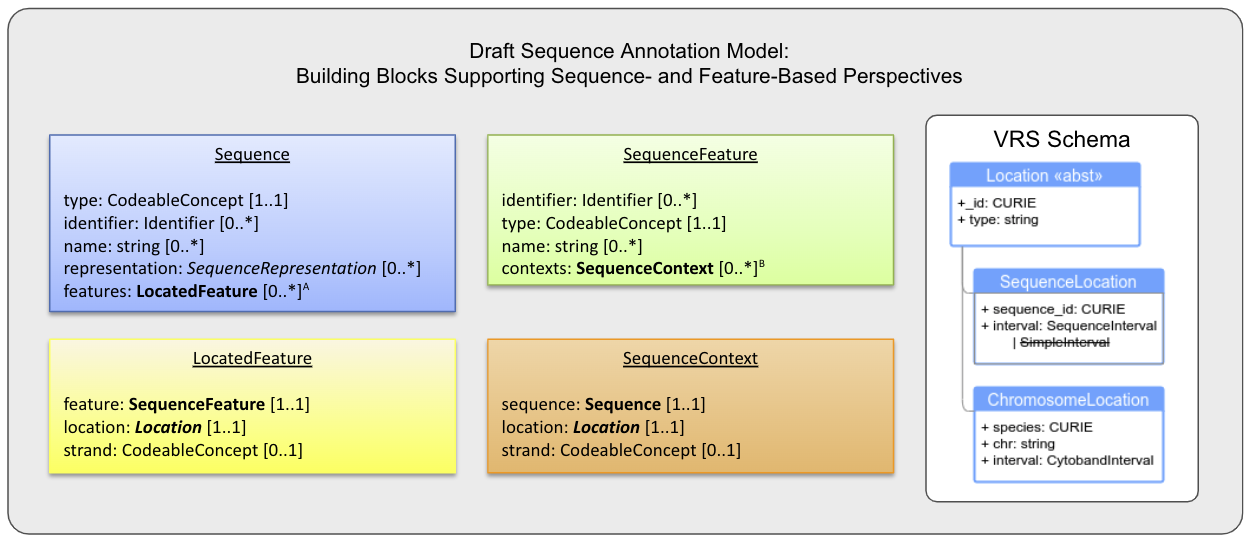 Draft Sequence Annotation Model:
Building Blocks Supporting Sequence- and Feature-Based Perspectives
Sequence
type: CodeableConcept [1..1]
identifier: Identifier [0..*]
name: string [0..*]
representation: SequenceRepresentation [0..*]
features: LocatedFeature [0..*]A
SequenceFeature
identifier: Identifier [0..*]
type: CodeableConcept [1..1]
name: string [0..*]
contexts: SequenceContext [0..*]B
LocatedFeature
feature: SequenceFeature [1..1]
location: Location [1..1]
strand: CodeableConcept [0..1]
SequenceContext
sequence: Sequence [1..1]
location: Location [1..1]
strand: CodeableConcept [0..1]
VRS Schema
Location «abst»
+_id: CURIE
+ type: string
SequenceLocation
+ sequence_id: CURIE
+ interval: SequenceInterval
| SimpleInterval
ChromosomeLocation
+ species: CURIE
+ chr: string
+ interval: CytobandInterval